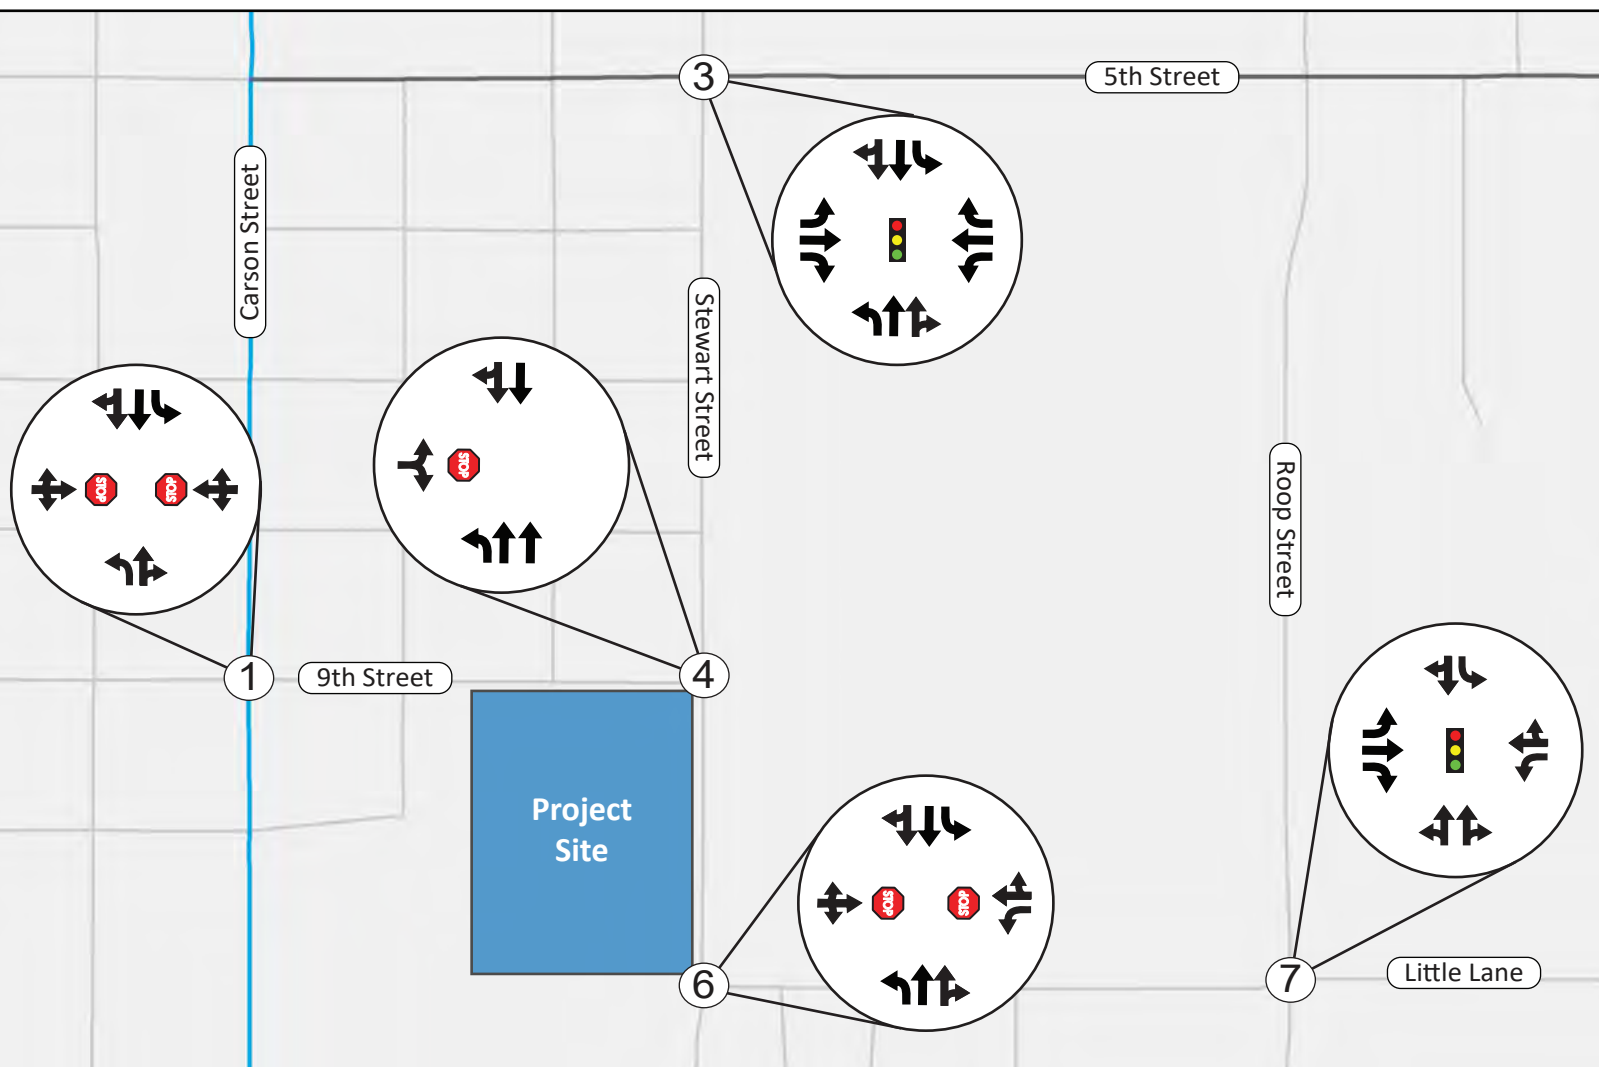 3
5th Street
Carson Street
Stewart Street
STOP
STOP
STOP
Roop Street
1
9th Street
4
Project
Site
STOP
STOP
6
7
Little Lane